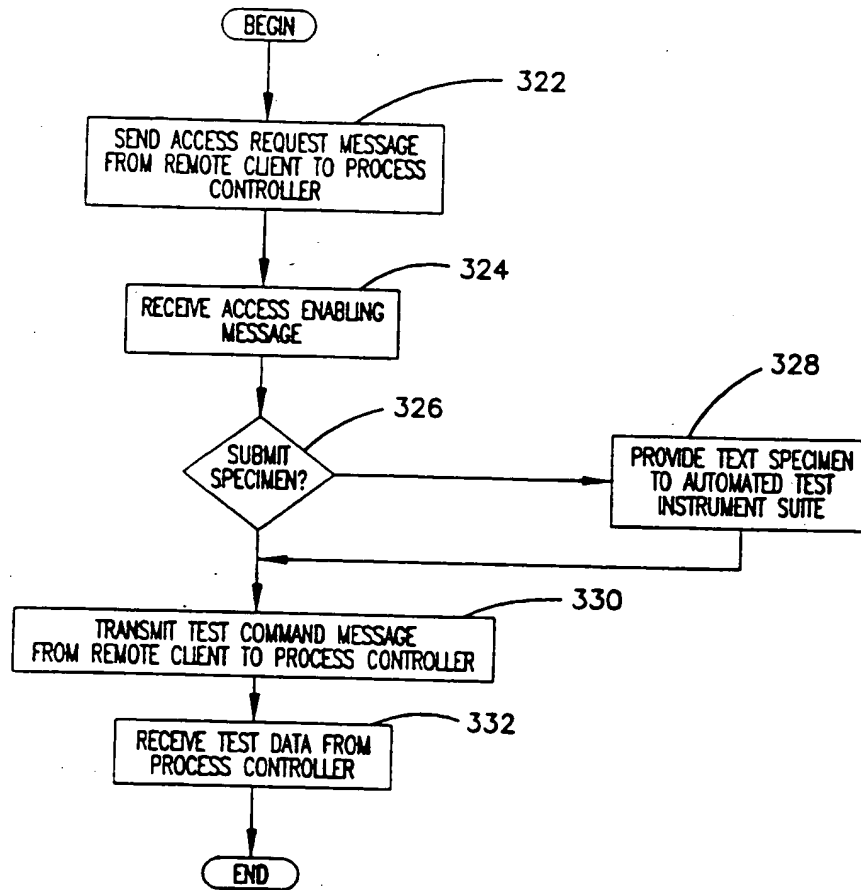 BEGIN
322
SEND ACCESS REQUEST MESSAGE
FROM REMOTE CLIENT TO PROCESS
CONTROLLER
324
RECEIVE ACCESS ENABLING
MESSAGE
326
SUBMIT
SPECIMEN?
328
PROVIDE TEXT SPECIMEN
TO AUTOMATED TEST
INSTRUMENT SUITE
330
TRANSMIT TEST COMMAND MESSAGE
FROM REMOTE CLIENT TO PROCESS CONTROLLER
332
RECEIVE TEST DATA FROM
PROCESS CONTROLLER
END